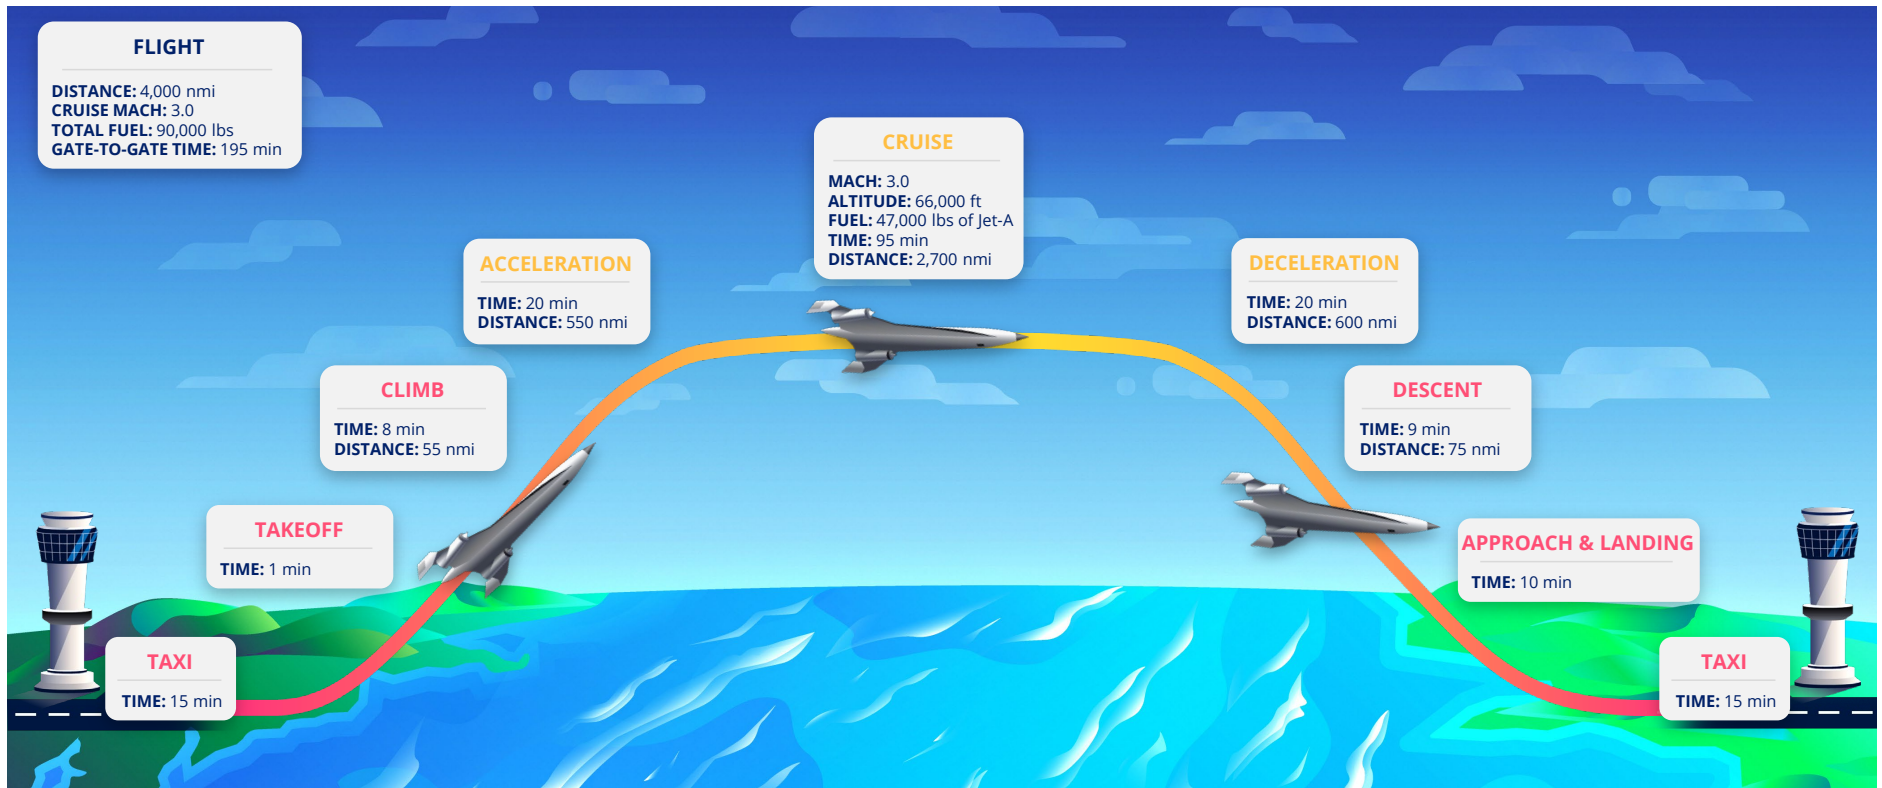 FLIGHT
DISTANCE: 4,000 nmi
CRUISE MACH: 3.0
TOTAL FUEL: 90,000 lbs
GATE-TO-GATE TIME: 195 min
TAXI
TIME: 15 min
TAKEOFF
TIME: 1 min
CLIMB
TIME: 8 min
DISTANCE: 55 nmi
ACCELERATION
TIME: 20 min
DISTANCE: 550 nmi
CRUISE
MACH: 3.0
ALTITUDE: 66,000 ft
FUEL: 47,000 lbs of Jet-A
TIME: 95 min
DISTANCE: 2,700 nmi
DECELERATION
TIME: 20 min
DISTANCE: 600 nmi
DESCENT
TIME: 9 min
DISTANCE: 75 nmi
APPROACH & LANDING
TIME: 10 min
TAXI
TIME: 15 min